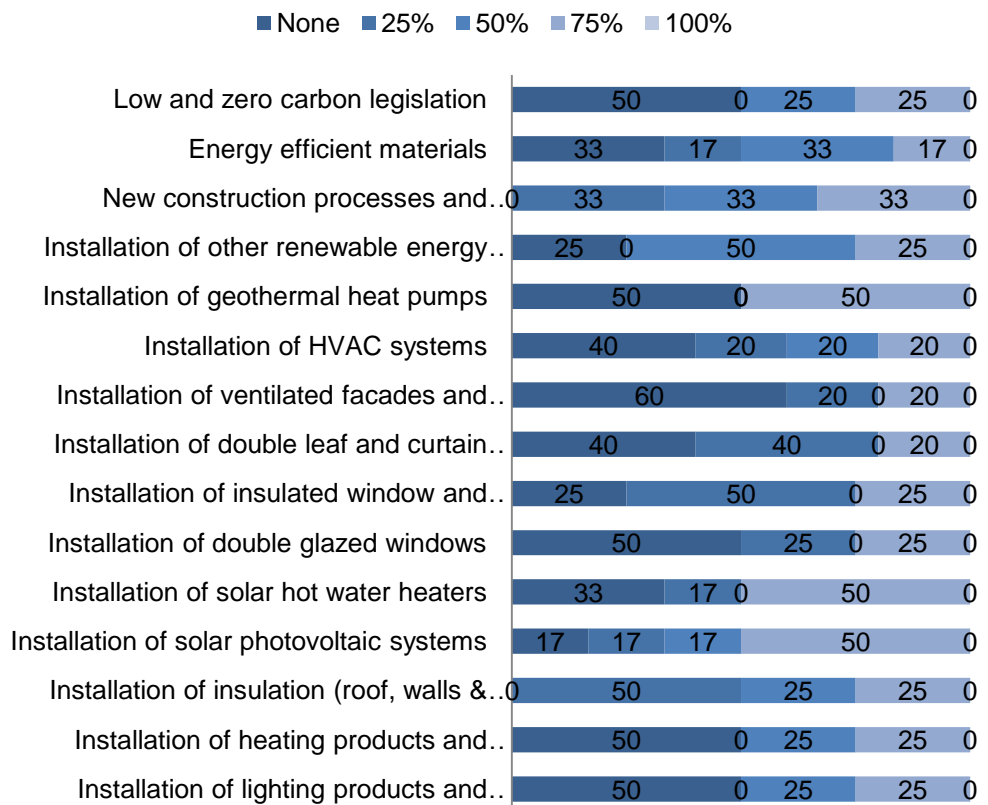 None 25% 50% 75% 100%
Low and zero carbon legislation 50 0 25 25 0
Energy efficient materials 33 17 33 17 0
New construction processes and… 0 33 33 33 0
Installation of other renewable energy… 25 0 50 25 0
Installation of geothermal heat pumps 50 0 0 50 0
Installation of HVAC systems 40 20 20 20 0
Installation of ventilated facades and… 60 20 0 20 0
Installation of double leaf and curtain… 40 40 0 20 0
Installation of insulated window and… 25 50 0 25 0
Installation of double glazed windows 50 25 0 25 0
Installation of solar hot water heaters 33 17 0 50 0
Installation of solar photovoltaic systems 17 17 17 50 0
Installation of insulation (roof, walls &… 0 50 25 25 0
Installation of heating products and… 50 0 25 25 0
Installation of lighting products and… 50 0 25 25 0